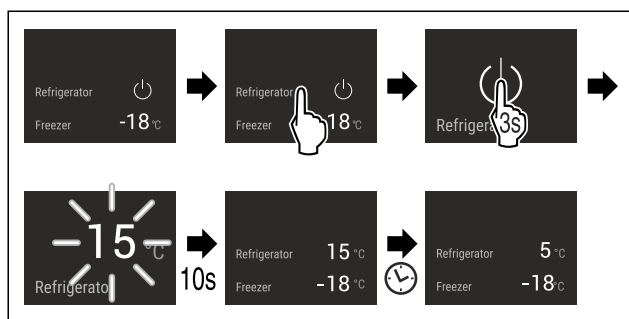 Refrigerator
Freezer -18 °C
Refrigerator
Freezer 18 °C
Refrigera
3s
15 °C
Refrigerato
10s
Refrigerator 15 °C
Freezer -18 °C
Refrigerator 5 °C
Freezer -18°C